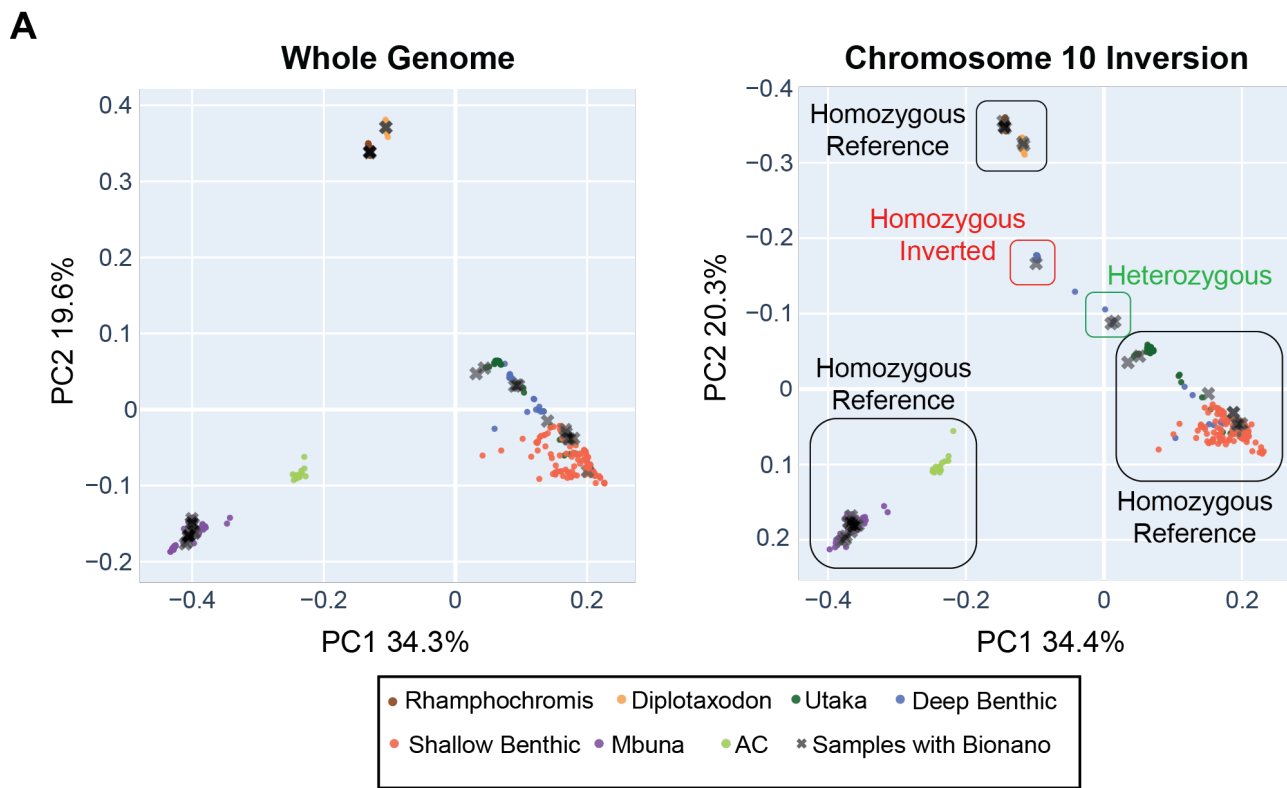 A
Whole Genome
0.4
0.3
0.2
0.1
0
−0.1
−0.2
−0.4
−0.2
0
0.2
PC2 19.6%
PC1 34.3%
Chromosome 10 Inversion
−0.4
−0.3
−0.2
−0.1
0
0.1
0.2
−0.4
−0.2
0
0.2
PC2 20.3%
PC1 34.4%
Homozygous
Reference
Homozygous
Inverted
Heterozygous
Homozygous
Reference
Homozygous
Reference
Rhamphochromis
Diplotaxodon
Utaka
Deep Benthic
Shallow Benthic
Mbuna
AC
Samples with Bionano